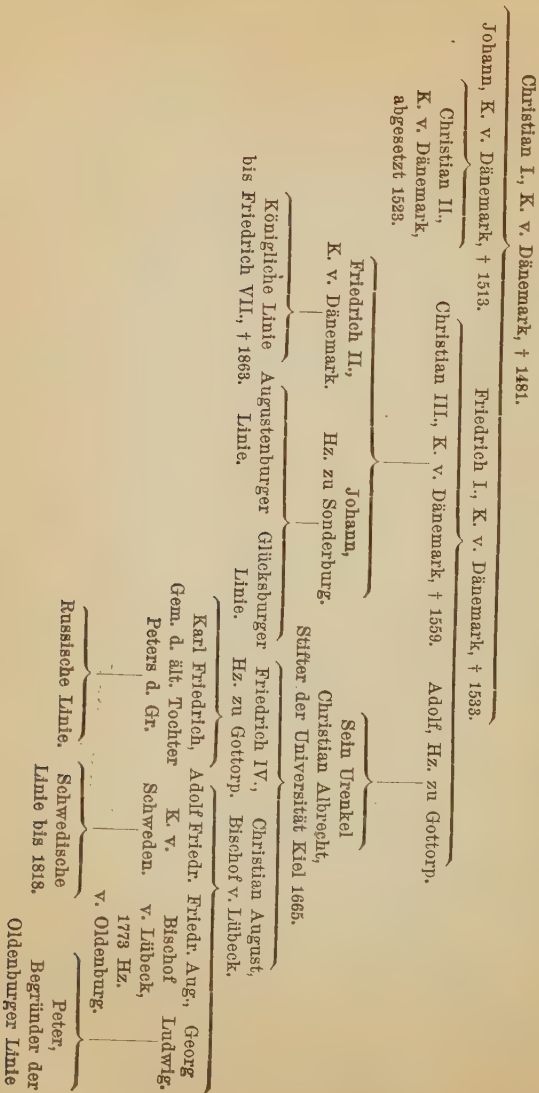 Christian I., K. v. Dänemark, † 1481.
Johann, K. v. Dänemark, † 1513.
Friedrich I., K. v. Dänemark, † 1533.
Christian II.,
K. v. Dänemark,
abgesetzt 1523.
Christian III., K. v. Dänemark, † 1559.
Adolf, Hz. zu Gottorp.
Friedrich II.,
K. v. Dänemark.
Johann,
Hz. zu Sonderburg.
Sein Urenkel
Christian Albrecht,
Stifter der Universität Kiel 1665.
Königliche Linie
bis Friedrich VII., † 1863.
Augustenburger
Linie.
Glücksburger
Linie.
Friedrich IV.,
Hz. zu Gottorp.
Christian August,
Bischof v. Lübeck.
Karl Friedrich,
Gem. d. ält. Tochter
Peters d. Gr.
Adolf Friedr.
K. v.
Schweden.
Friedr. Aug.,
Bischof
v. Lübeck,
1773 Hz.
v. Oldenburg.
Georg
Ludwig.
Russische Linie.
Schwedische
Linie bis 1818.
Peter,
Begründer der
Oldenburger Linie